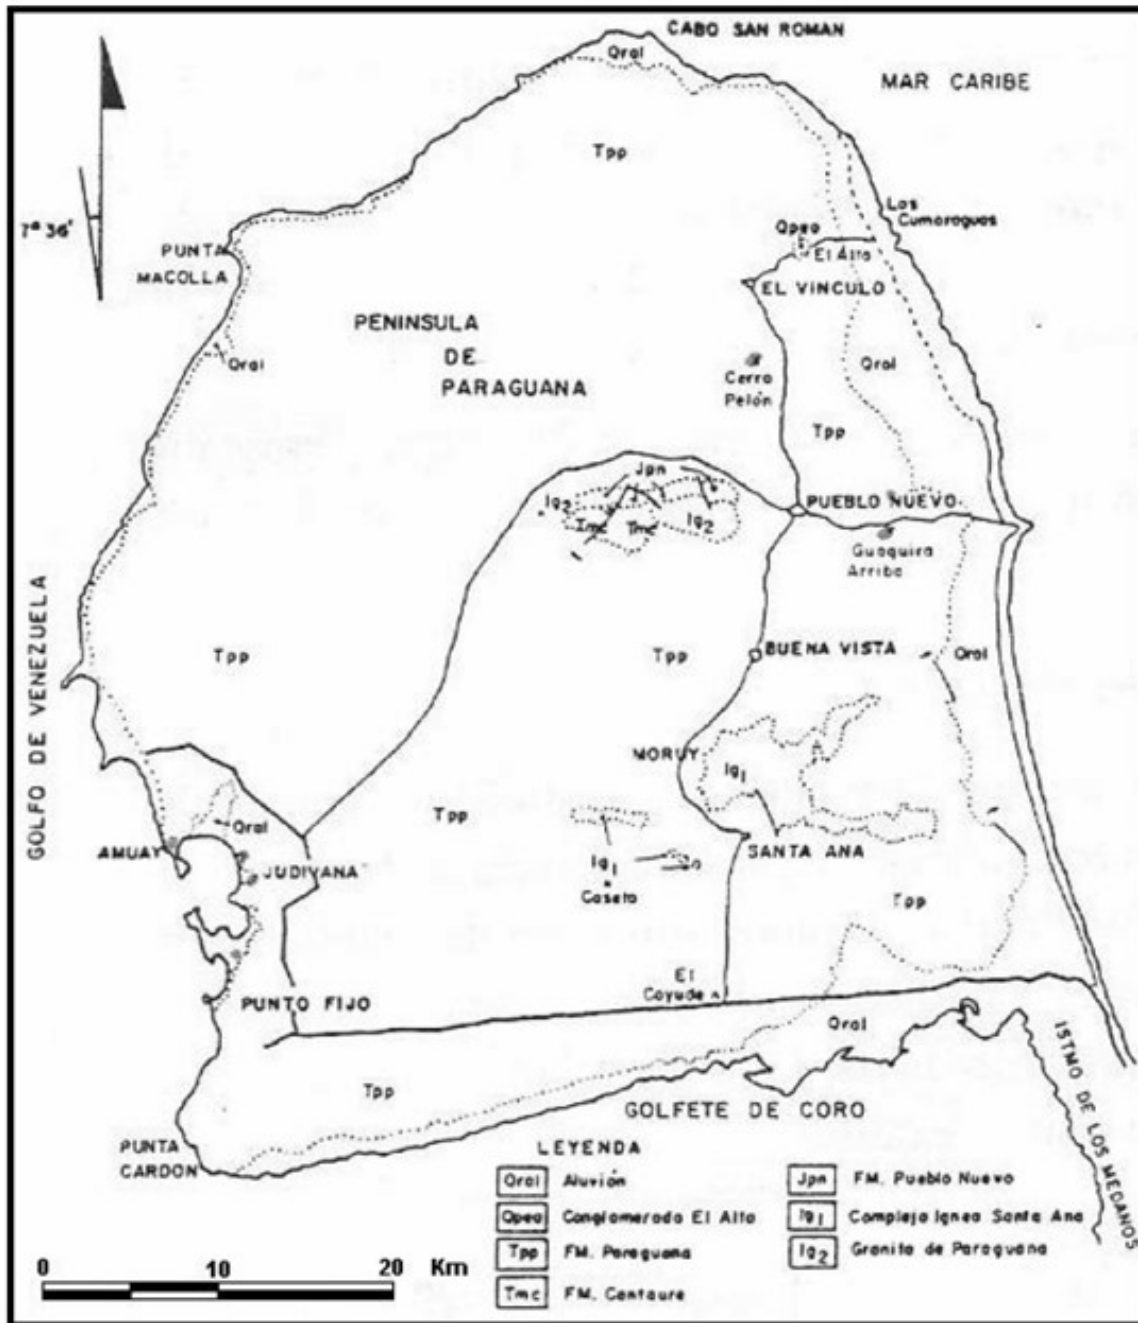 CABO SAN ROMAN
Qral
MAR CARIBE
Tpp
7° 36'
Las
Cumaraguas
PUNTA
MACOLLA
Qpea
El Alto
EL VINCULO
PENINSULA
DE
PARAGUANA
Qral
Cerro
Pelón
Qral
Tpp
Jpn
Ig2
Tmc
Tmc
Ig2
PUEBLO NUEVO
Guaquira
Arriba
GOLFO DE VENEZUELA
Tpp
Tpp
BUENA VISTA
Qral
MORUY
Ig1
Tpp
Qral
AMUAY
JUDIVANA
SANTA ANA
Ig1
Caseto
Tpp
El
Cayude
PUNTO FIJO
Qral
Tpp
GOLFETE DE CORO
ISTMO DE LOS MEDANOS
PUNTA
CARDON
LEYENDA
Qral Aluvión
Qpea Conglomerado El Alto
Tpp FM. Paraguana
Tmc FM. Cantaure
Jpn FM. Pueblo Nuevo
Ig1 Complejo Igneo Santa Ana
Ig2 Granito de Paraguana
0 10 20 Km